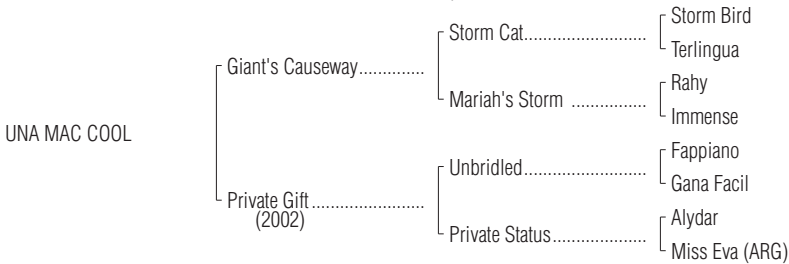 Storm Bird
Storm Cat........................
Terlingua
Giant's Causeway..............
Rahy
Mariah's Storm ................
Immense
UNA MAC COOL
Fappiano
Unbridled.........................
Gana Facil
Private Gift........................
(2002)
Alydar
Private Status....................
Miss Eva (ARG)